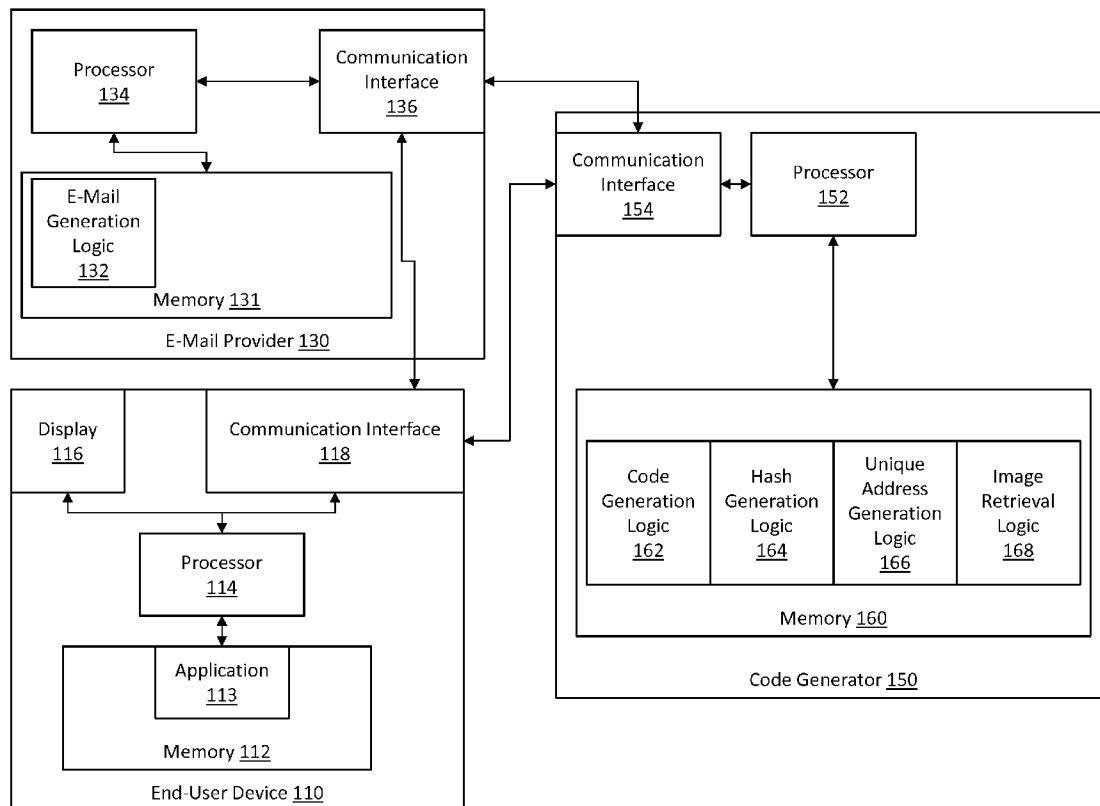 Processor
134
Communication
Interface
136
E-Mail
Generation
Logic
132
Memory 131
E-Mail Provider 130
Communication
Interface
154
Processor
152
Display
116
Communication Interface
118
Processor
114
Application
113
Memory 112
End-User Device 110
Code
Generation
Logic
162
Hash
Generation
Logic
164
Unique
Address
Generation
Logic
166
Image
Retrieval
Logic
168
Memory 160
Code Generator 150